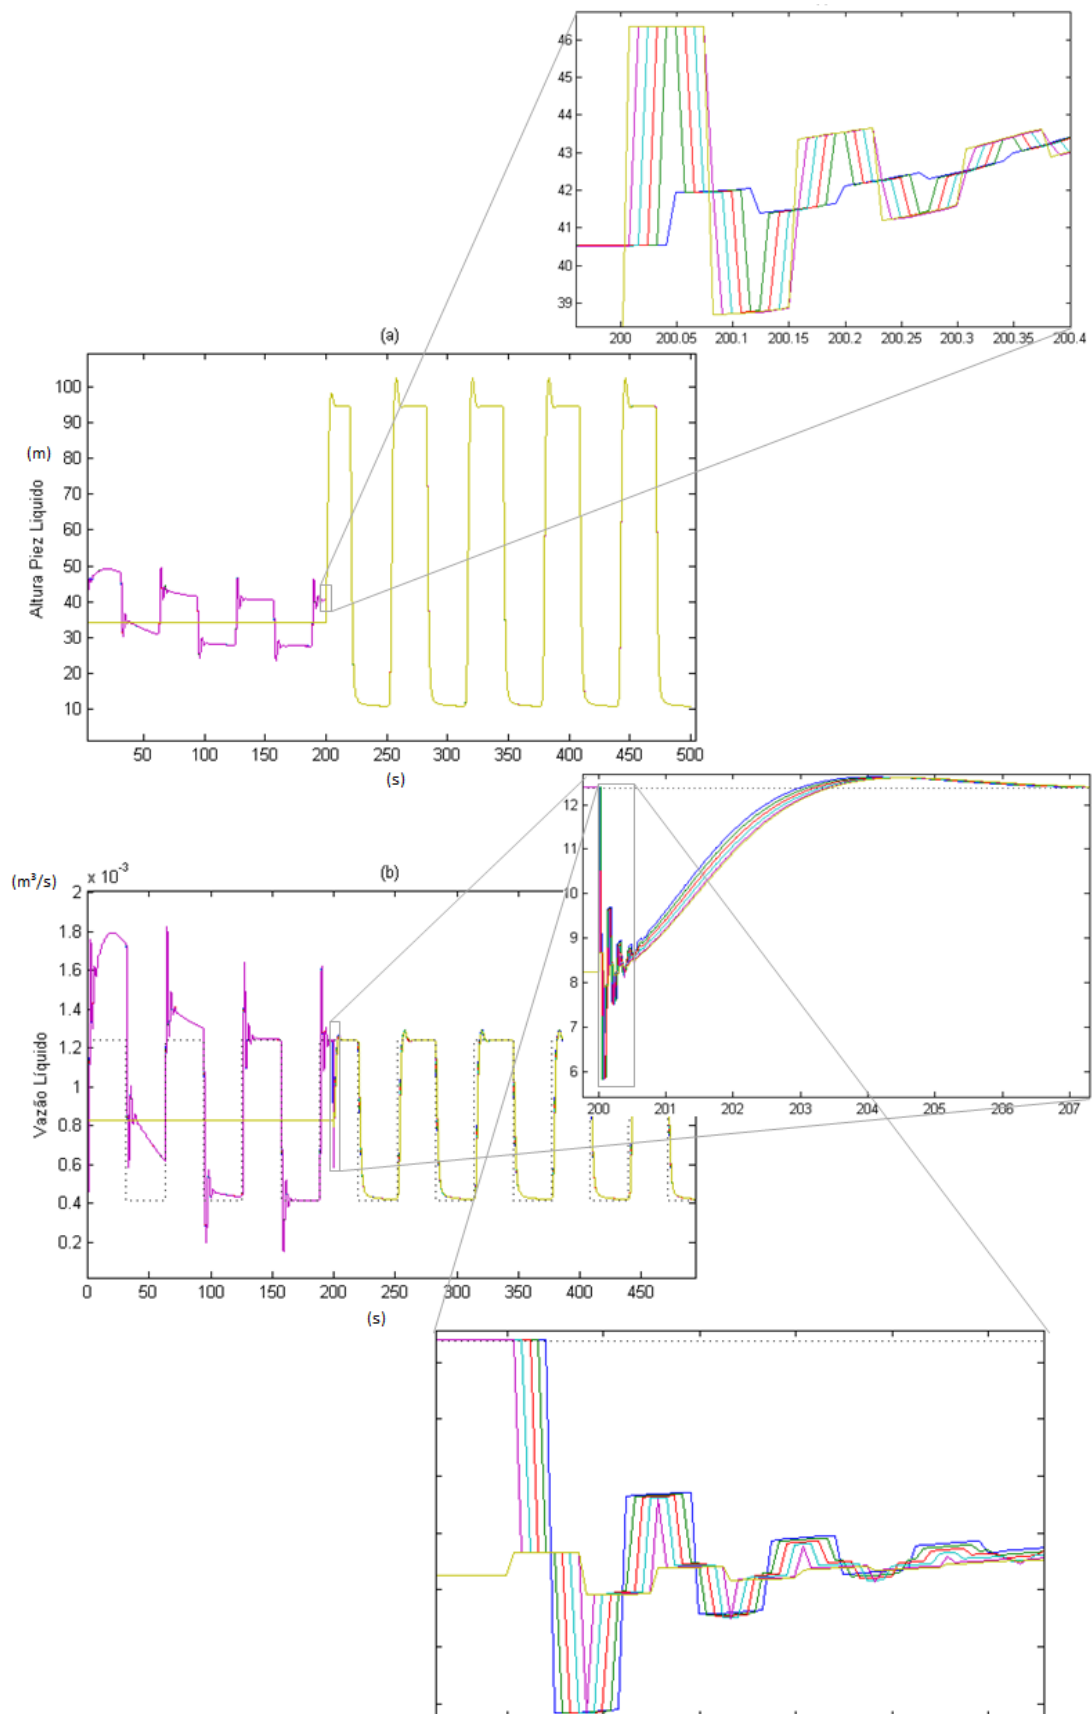 46
45
44
43
42
41
40
39
200 200.05 200.1 200.15 200.2 200.25 200.3 200.35 200.4
(a)
(m)
Altura Piez Liquido
100
90
80
70
60
50
40
30
20
10
50 100 150 200 250 300 350 400 450 500
(s)
12
11
10
9
8
7
6
200 201 202 203 204 205 206 207
(b)
(m³/s)
x 10⁻³
Vazão Líquido
2
1.8
1.6
1.4
1.2
1
0.8
0.6
0.4
0.2
0 50 100 150 200 250 300 350 400 450
(s)